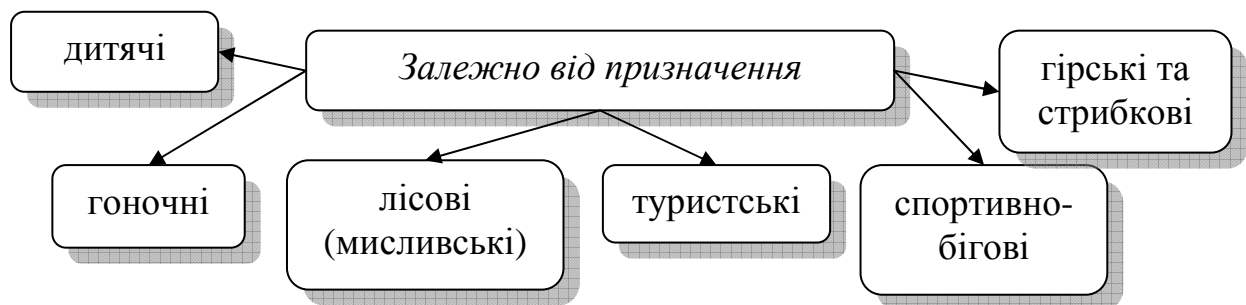 дитячі
Залежно від призначення
гірські та
стрибкові
гоночні
лісові
(мисливські)
туристські
спортивно-
бігові